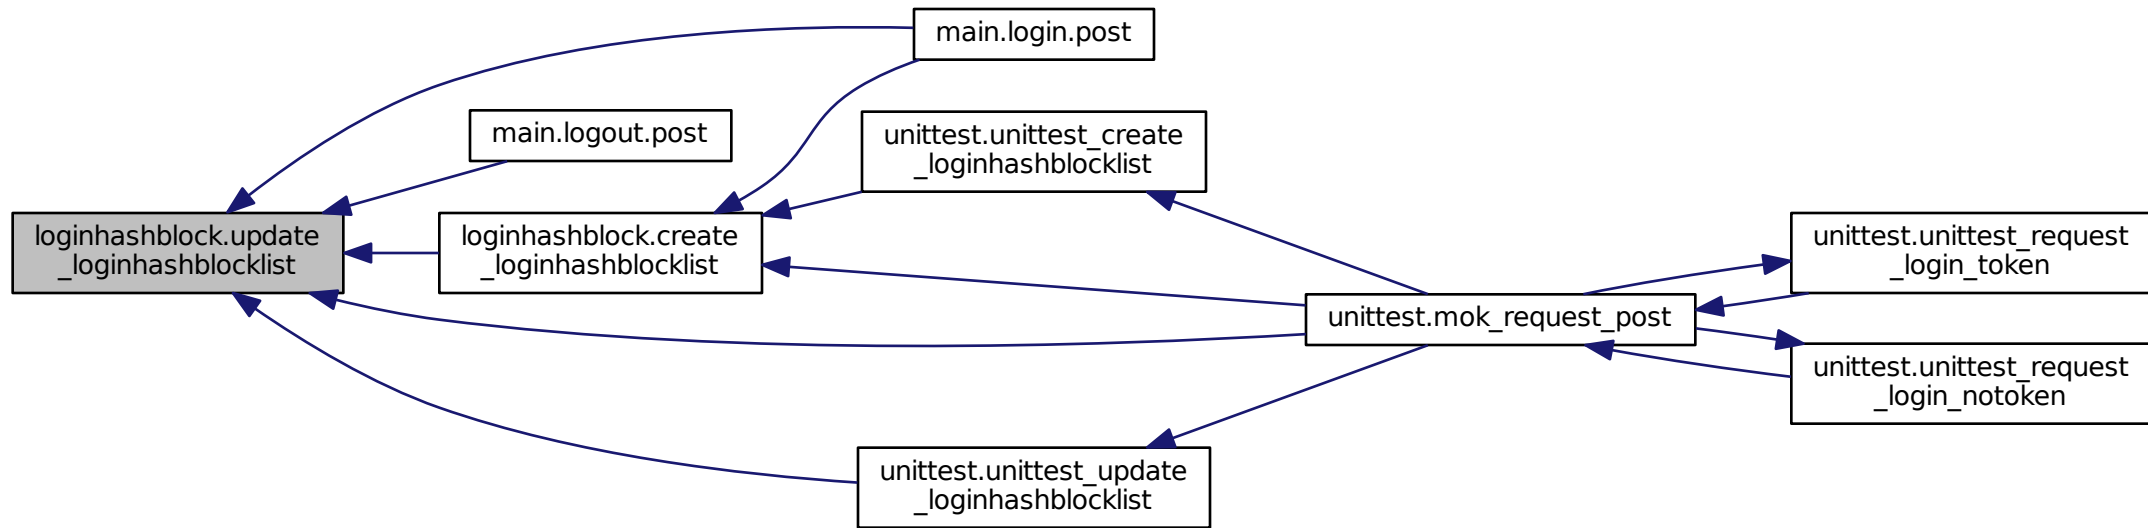 main.login.post
main.logout.post
unittest.unittest_create
_loginhashblocklist
loginhashblock.update
_loginhashblocklist
loginhashblock.create
_loginhashblocklist
unittest.unittest_request
_login_token
unittest.mok_request_post
unittest.unittest_request
_login_notoken
unittest.unittest_update
_loginhashblocklist